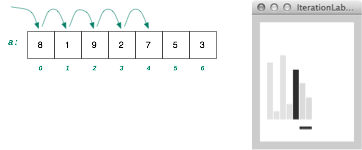 IterationLab...
a: 8 1 9 2 7 5 3
0 1 2 3 4 5 6